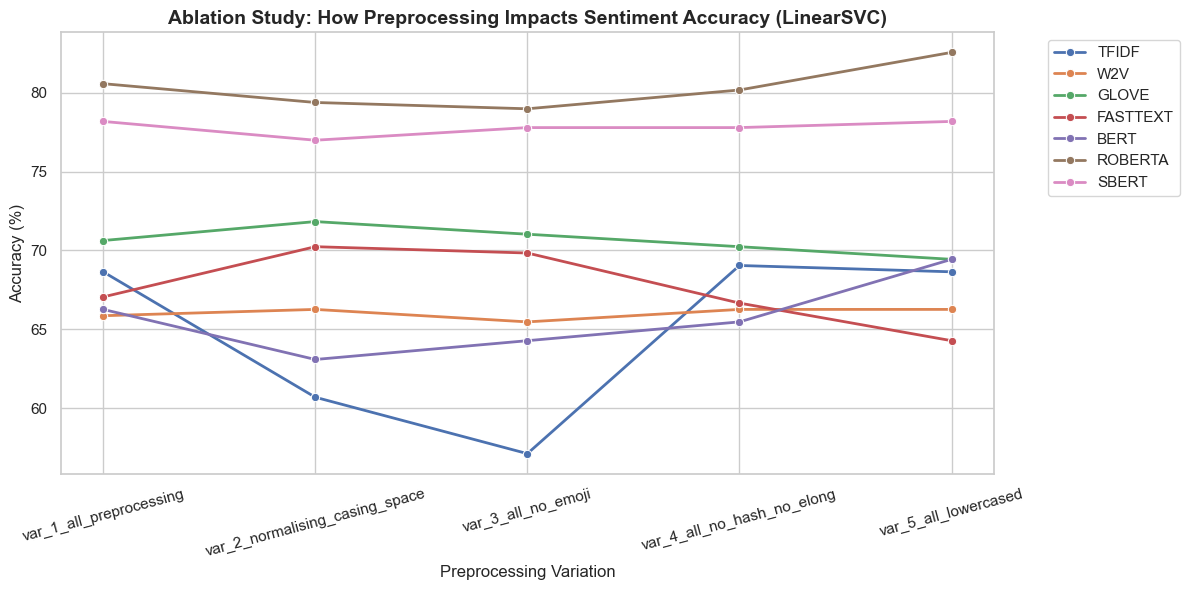 Ablation Study: How Preprocessing Impacts Sentiment Accuracy (LinearSVC)
TFIDF
W2V
GLOVE
FASTTEXT
BERT
ROBERTA
SBERT
Accuracy (%)
80
75
70
65
60
var_1_all_preprocessing
var_2_normalising_casing_space
var_3_all_no_emoji
var_4_all_no_hash_no_elong
var_5_all_lowercased
Preprocessing Variation